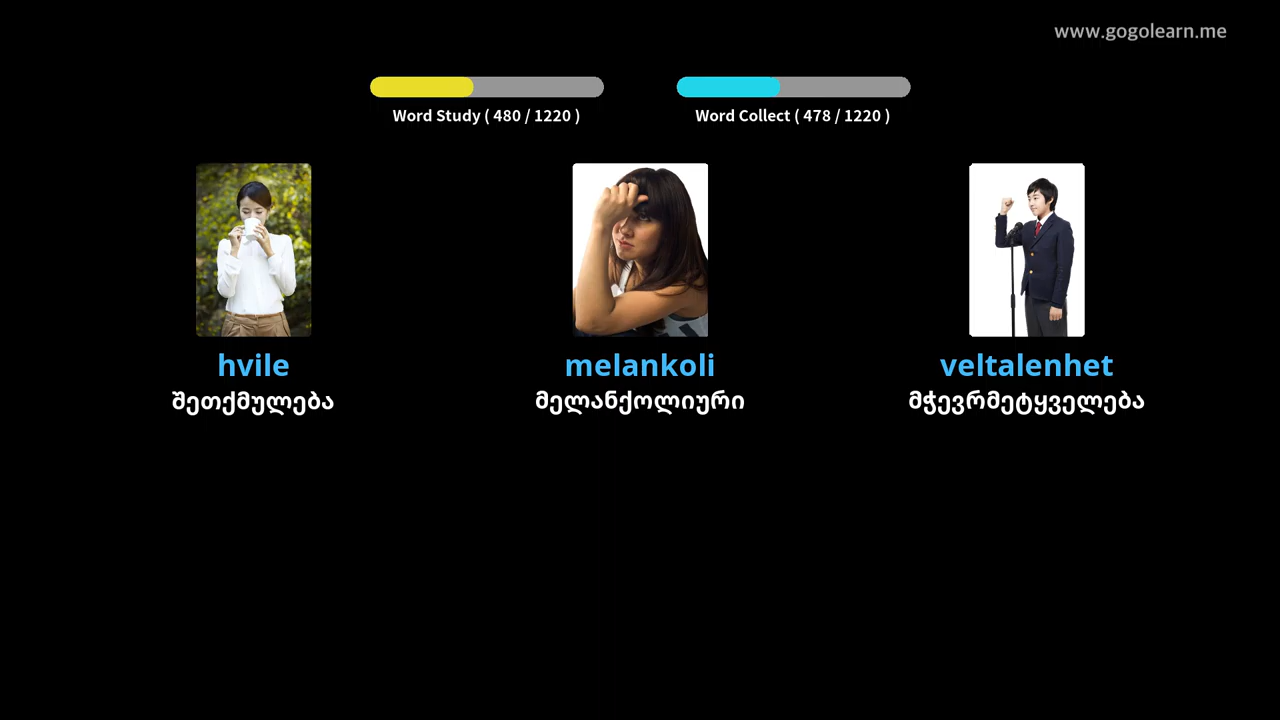 www.gogolearn.me
Word Study ( 480 / 1220 )
Word Collect ( 478 / 1220 )
hvile
melankoli
veltalenhet
შეთქმულება
მელანქოლიური
მჭევრმეტყველება